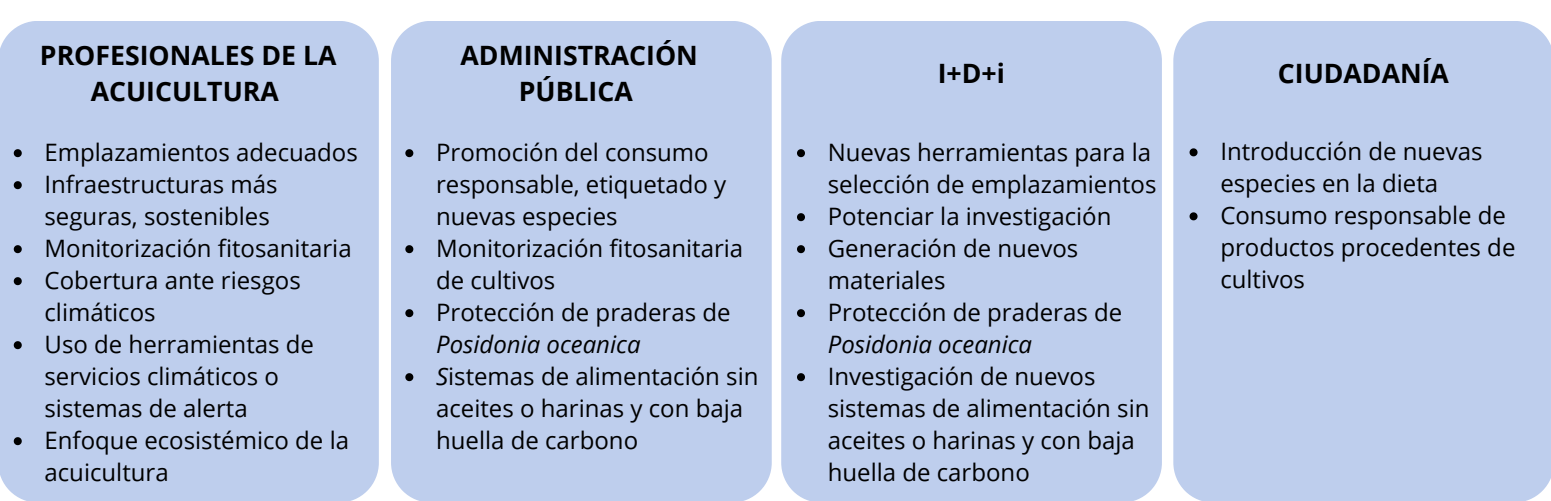 PROFESIONALES DE LA
ACUICULTURA
• Emplazamientos adecuados
• Infraestructuras más
seguras, sostenibles
• Monitorización fitosanitaria
• Cobertura ante riesgos
climáticos
• Uso de herramientas de
servicios climáticos o
sistemas de alerta
• Enfoque ecosistémico de la
acuicultura
ADMINISTRACIÓN
PÚBLICA
• Promoción del consumo
responsable, etiquetado y
nuevas especies
• Monitorización fitosanitaria
de cultivos
• Protección de praderas de
Posidonia oceanica
• Sistemas de alimentación sin
aceites o harinas y con baja
huella de carbono
I+D+i
• Nuevas herramientas para la
selección de emplazamientos
• Potenciar la investigación
• Generación de nuevos
materiales
• Protección de praderas de
Posidonia oceanica
• Investigación de nuevos
sistemas de alimentación sin
aceites o harinas y con baja
huella de carbono
CIUDADANÍA
• Introducción de nuevas
especies en la dieta
• Consumo responsable de
productos procedentes de
cultivos